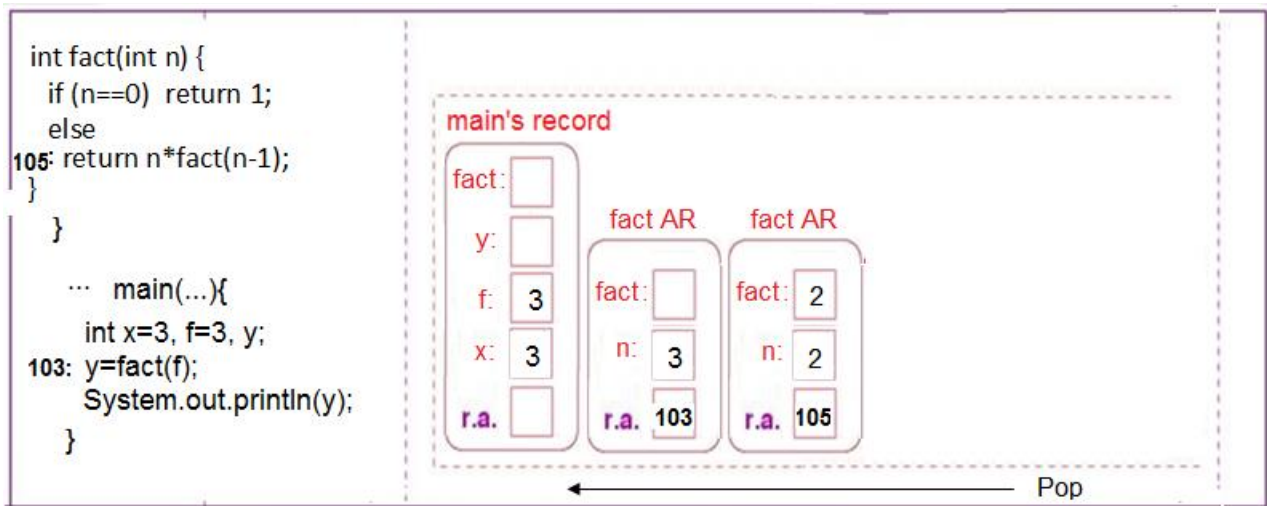 int fact(int n) {
if (n==0) return 1;
else
105: return n*fact(n-1);
}
}
... main(...){
int x=3, f=3, y;
103: y=fact(f);
System.out.println(y);
}
main's record
fact:
y:
f: 3
x: 3
r.a.
fact AR
fact:
n: 3
r.a. 103
fact AR
fact: 2
n: 2
r.a. 105
Pop